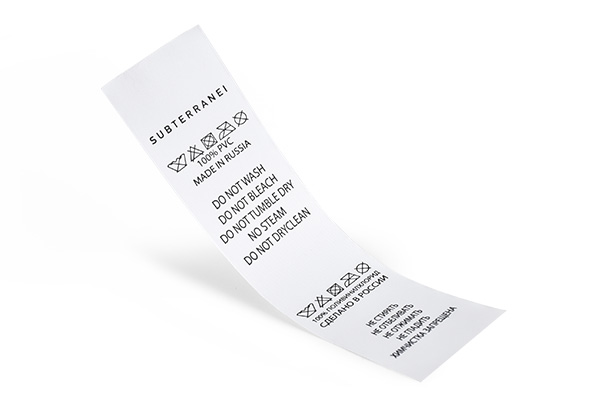 SUBTERRANEI
100% PVC
MADE IN RUSSIA
DO NOT WASH
DO NOT BLEACH
DO NOT TUMBLE DRY
NO STEAM
DO NOT DRYCLEAN
100% ПОЛИВИНИЛХЛОРИД
СДЕЛАНО В РОССИИ
НЕ СТИРАТЬ
НЕ ОТБЕЛИВАТЬ
НЕ ОТЖИМАТЬ
НЕ ГЛАДИТЬ
ХИМЧИСТКА ЗАПРЕЩЕНА